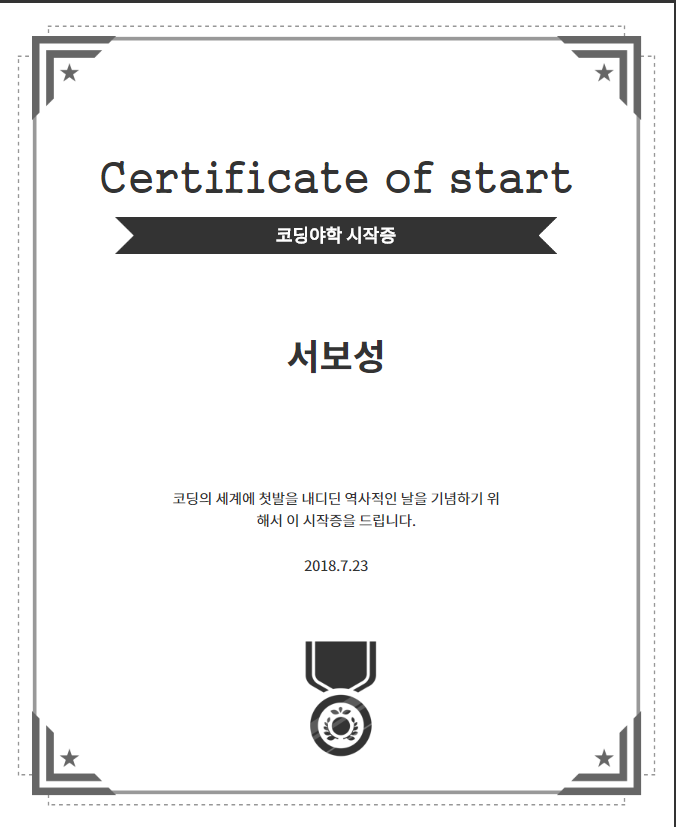 Certificate of start
코딩야학 시작증
서보성
코딩의 세계에 첫발을 내디딘 역사적인 날을 기념하기 위
해서 이 시작증을 드립니다.
2018.7.23